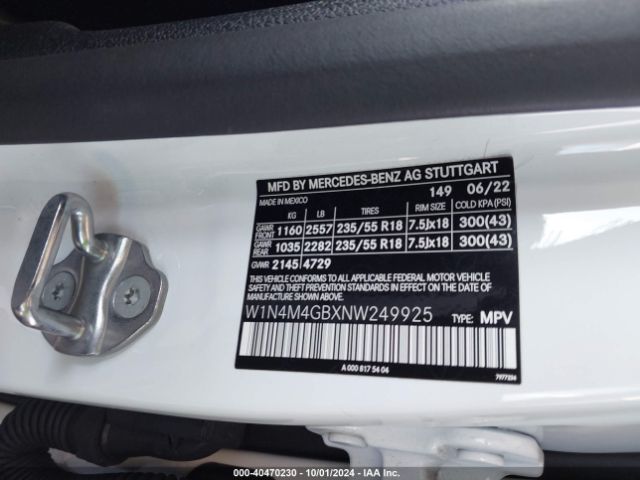 MFD BY MERCEDES-BENZ AG STUTTGART
MADE IN MEXICO 149 06/22
KG LB TIRES RIM SIZE COLD KPA (PSI)
GAWR FRONT 1160 2557 235/55 R18 7.5Jx18 300(43)
GAWR REAR 1035 2282 235/55 R18 7.5Jx18 300(43)
GVWR 2145 4729
THIS VEHICLE CONFORMS TO ALL APPLICABLE FEDERAL MOTOR VEHICLE
SAFETY AND THEFT PREVENTION STANDARDS IN EFFECT ON THE DATE
OF MANUFACTURE SHOWN ABOVE.
W1N4M4GBXNW249925 TYPE: MPV
A 000 817 54 04
000-40470230 - 10/01/2024 - IAA Inc.